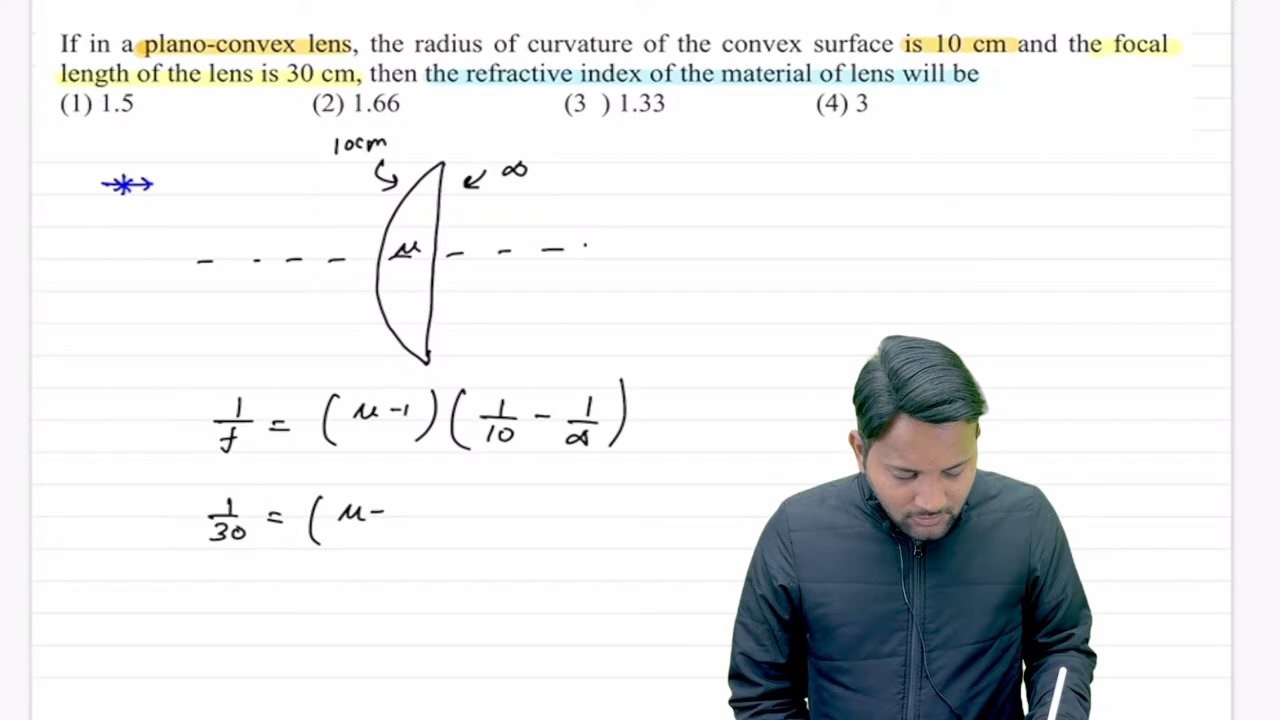 If in a plano-convex lens, the radius of curvature of the convex surface is 10 cm and the focal
length of the lens is 30 cm, then the refractive index of the material of lens will be
(1) 1.5 (2) 1.66 (3 ) 1.33 (4) 3
10cm
∞
μ
1/f = (μ-1)(1/10 - 1/∞)
1/30 = (μ-